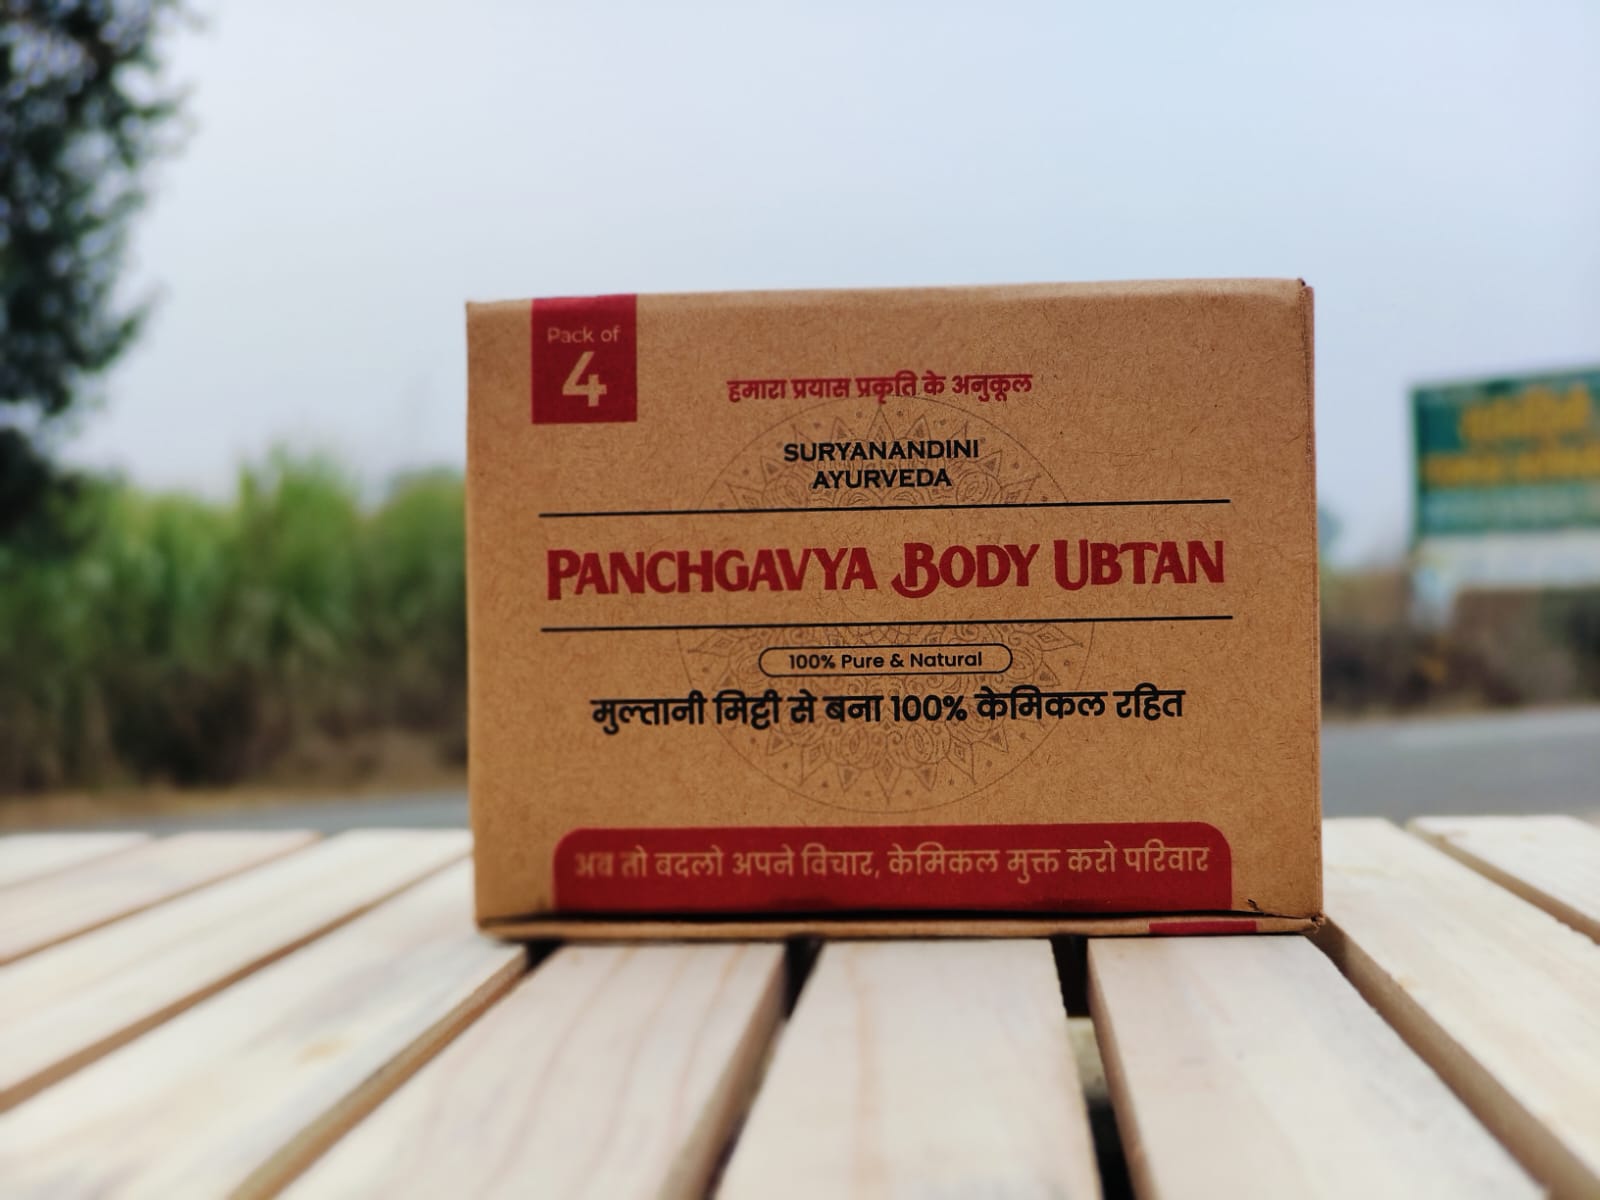 Pack of
4
हमारा प्रयास प्रकृति के अनुकूल
SURYANANDINI
AYURVEDA
PANCHGAVYA BODY UBTAN
100% Pure & Natural
मुल्तानी मिट्टी से बना 100% केमिकल रहित
अब तो बदलो अपने विचार, केमिकल मुक्त करो परिवार